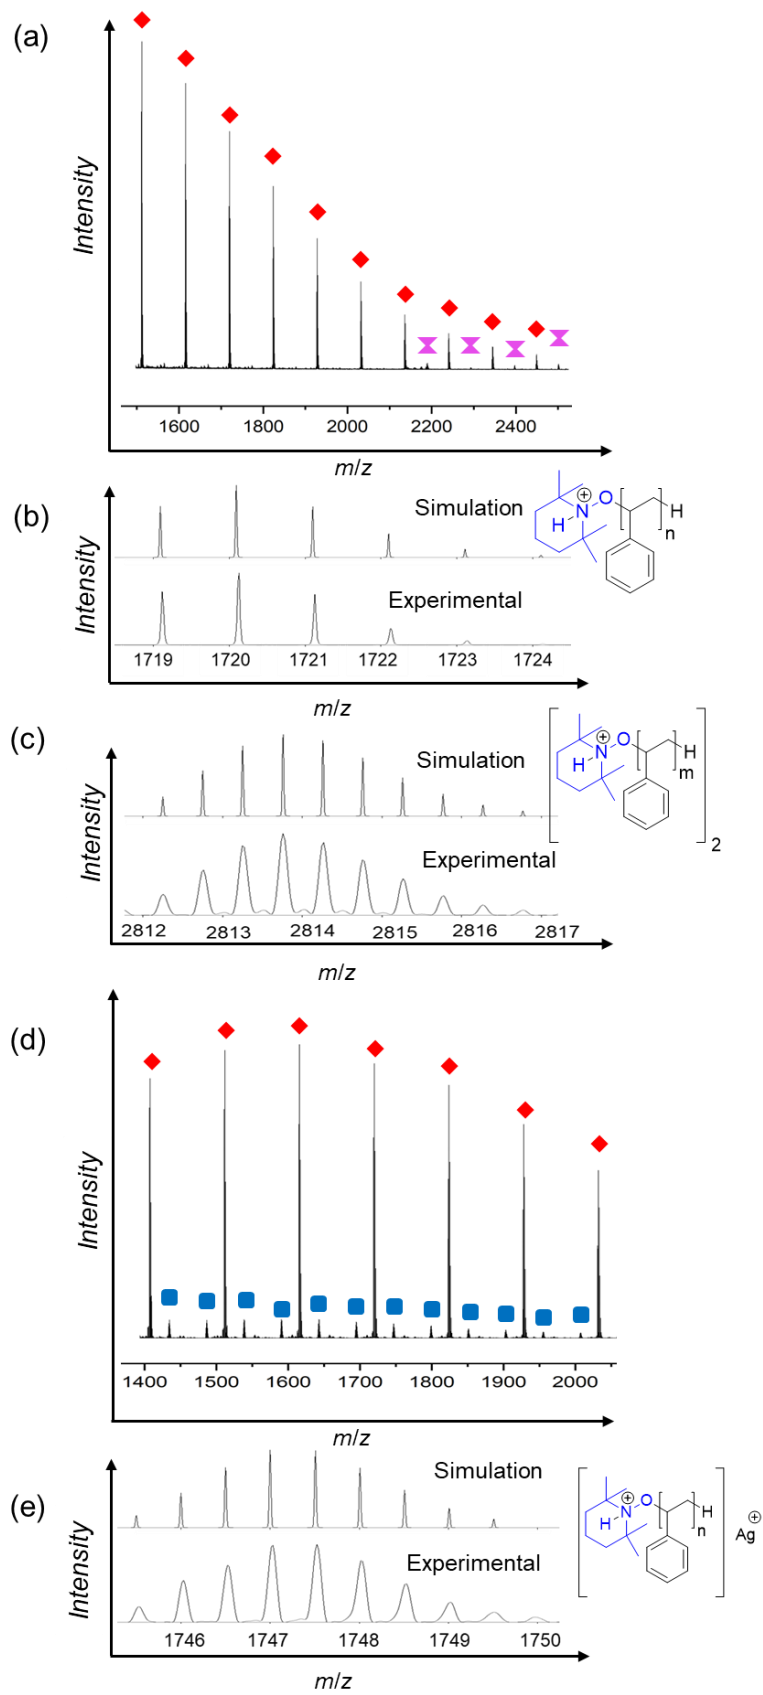 (a)
Intensity
1600 1800 2000 2200 2400
m/z
(b)
Intensity
Simulation
Experimental
1719 1720 1721 1722 1723 1724
m/z
H N ⊕ O H n
(c)
Intensity
Simulation
Experimental
2812 2813 2814 2815 2816 2817
m/z
H N ⊕ O H m 2
(d)
Intensity
1400 1500 1600 1700 1800 1900 2000
m/z
(e)
Intensity
Simulation
Experimental
1746 1747 1748 1749 1750
m/z
H N ⊕ O H n Ag ⊕